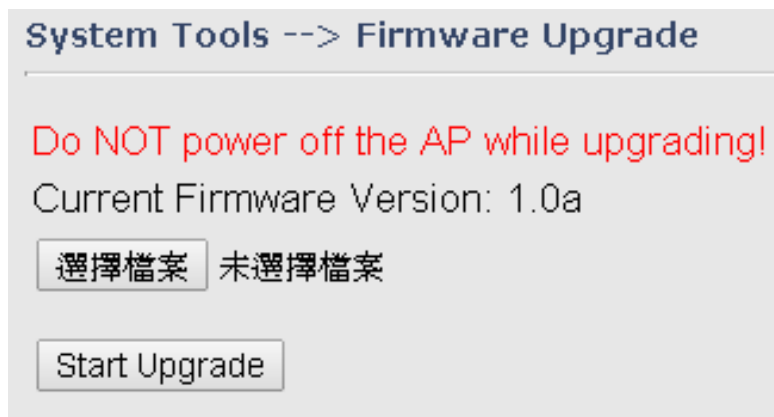 System Tools --> Firmware Upgrade
Do NOT power off the AP while upgrading!
Current Firmware Version: 1.0a
選擇檔案 未選擇檔案
Start Upgrade